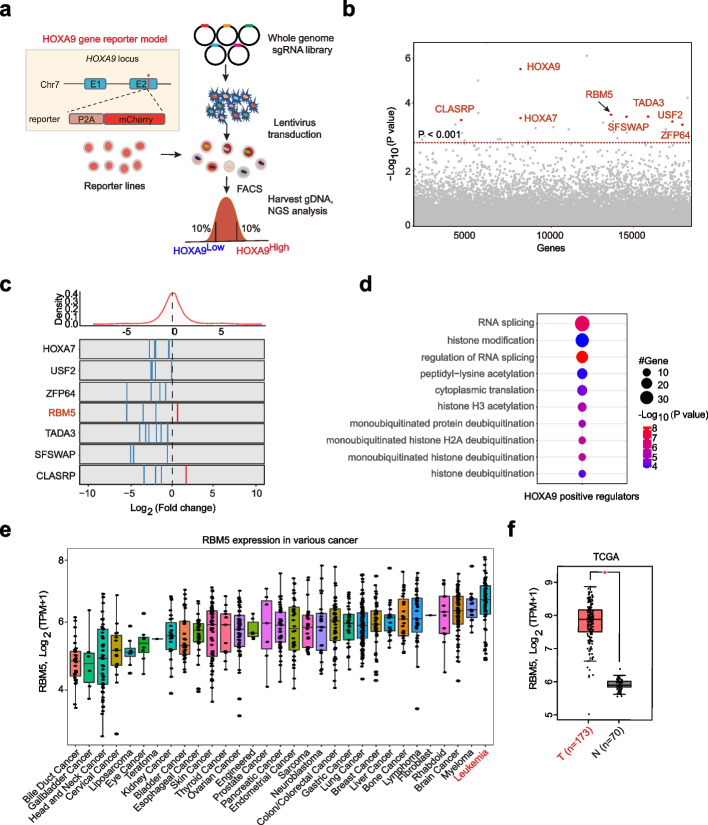 a
HOXA9 gene reporter model
HOXA9 locus
Chr7
E1
E2
*
reporter
P2A
mCherry
Reporter lines
Whole genome
sgRNA library
Lentivirus
transduction
FACS
Harvest gDNA,
NGS analysis
10%
10%
HOXA9Low
HOXA9High
b
−Log10 (P value)
6
4
2
0
HOXA9
RBM5
TADA3
CLASRP
HOXA7
USF2
SFSWAP
ZFP64
P < 0.001
5000
10000
15000
Genes
c
Density
0.4
0.3
0.2
0.1
0.0
−5
0
5
HOXA7
USF2
ZFP64
RBM5
TADA3
SFSWAP
CLASRP
−10
−5
0
5
10
Log2 (Fold change)
d
RNA splicing
histone modification
regulation of RNA splicing
peptidyl-lysine acetylation
cytoplasmic translation
histone H3 acetylation
monoubiquitinated protein deubiquitination
monoubiquitinated histone H2A deubiquitination
monoubiquitinated histone deubiquitination
histone deubiquitination
HOXA9 positive regulators
#Gene
10
20
30
-Log10 (P value)
8
7
6
5
4
e
RBM5 expression in various cancer
RBM5, Log2 (TPM+1)
8
6
4
Bile Duct Cancer
Gallbladder Cancer
Head and Neck Cancer
Cervical Cancer
Liposarcoma
Eye Cancer
Teratoma
Kidney Cancer
Bladder Cancer
Esophageal Cancer
Skin Cancer
Thyroid Cancer
Ovarian Cancer
Engineered
Prostate Cancer
Pancreatic Cancer
Endometrial Cancer
Sarcoma
Neuroblastoma
Colon/Colorectal Cancer
Gastric Cancer
Lung Cancer
Breast Cancer
Liver Cancer
Bone Cancer
Lymphoma
Fibroblast
Rhabdoid
Brain Cancer
Myeloma
Leukemia
f
TCGA
*
RBM5, Log2 (TPM+1)
9
8
7
6
5
T (n=173)
N (n=70)